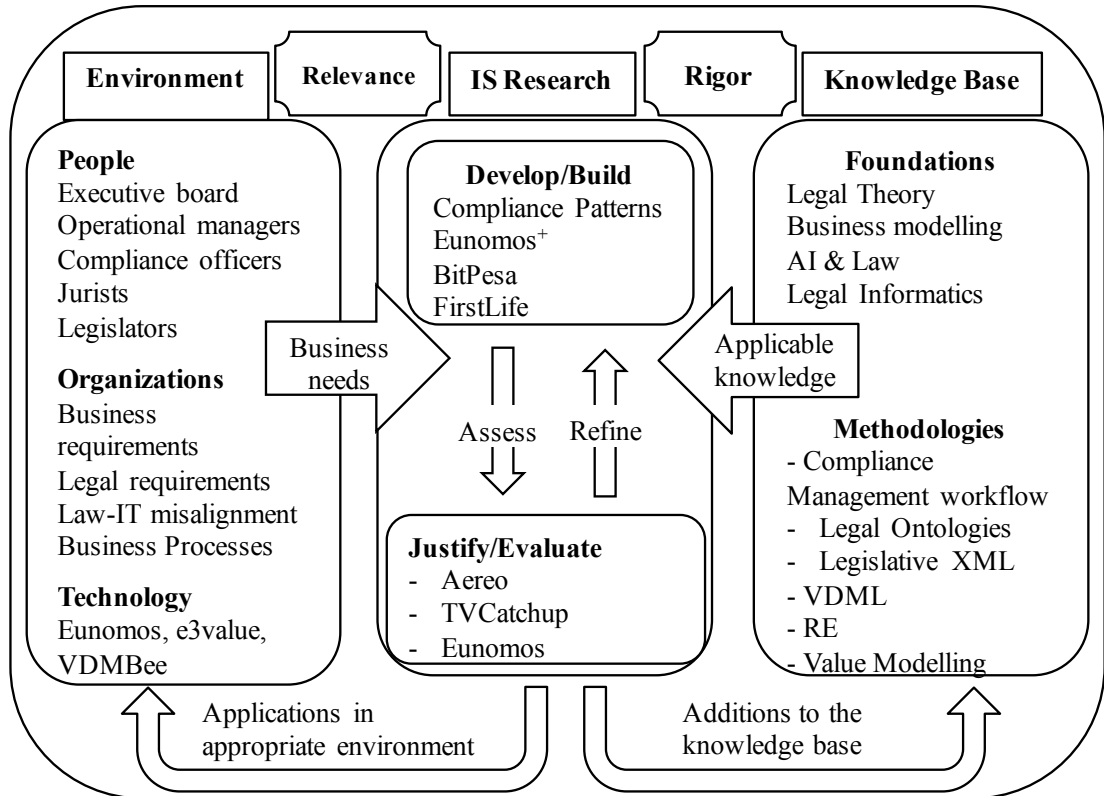 Environment
Relevance
IS Research
Rigor
Knowledge Base
People
Executive board
Operational managers
Compliance officers
Jurists
Legislators
Organizations
Business
requirements
Legal requirements
Law-IT misalignment
Business Processes
Technology
Eunomos, e3value,
VDMBee
Business
needs
Develop/Build
Compliance Patterns
Eunomos⁺
BitPesa
FirstLife
Assess
Refine
Justify/Evaluate
- Aereo
- TVCatchup
- Eunomos
Applicable
knowledge
Foundations
Legal Theory
Business modelling
AI & Law
Legal Informatics
Methodologies
- Compliance
Management workflow
- Legal Ontologies
- Legislative XML
- VDML
- RE
- Value Modelling
Applications in
appropriate environment
Additions to the
knowledge base